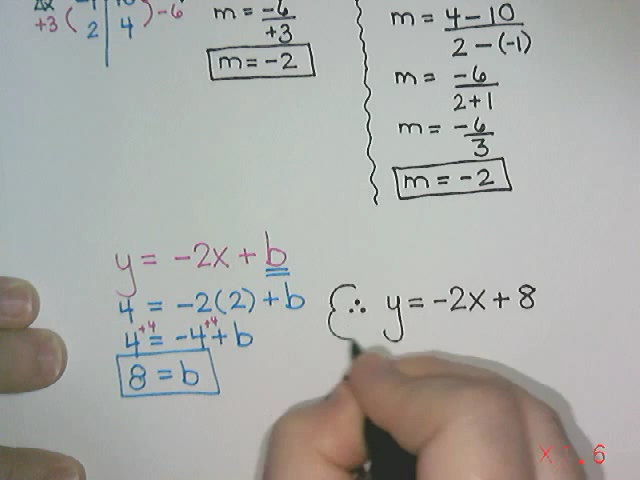 +3 ( 2 | 4 ) -6
m = -6/+3
m = -2
m = 4 - 10 / 2 - (-1)
m = -6 / 2 + 1
m = -6/3
m = -2
y = -2x + b
4 = -2(2) + b
4 +4 = -4 +4 + b
8 = b
∴ y = -2x + 8